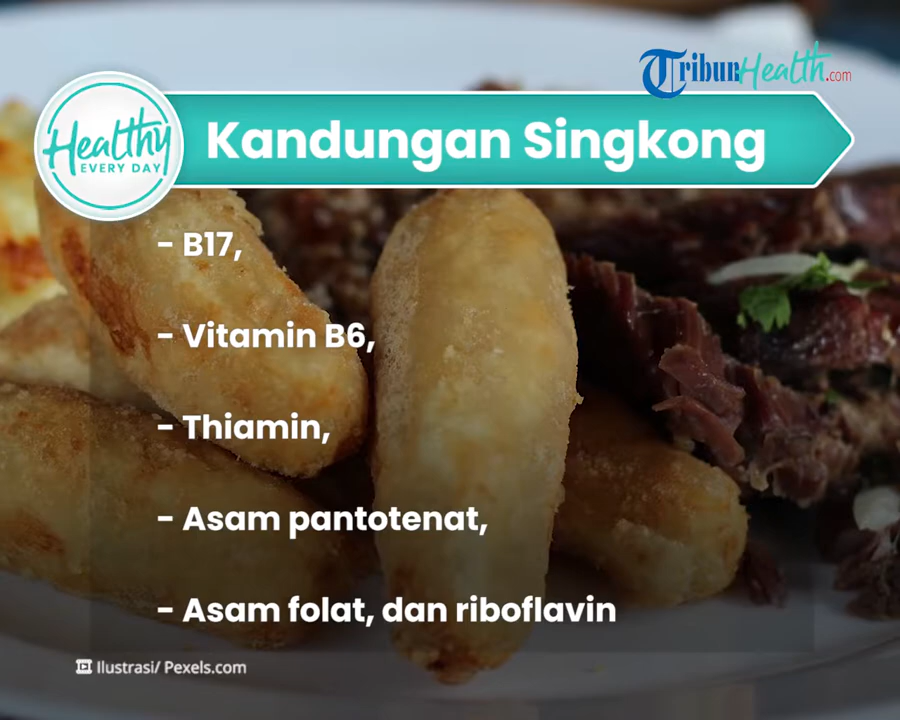 TribunHealth.com
Healthy
EVERY DAY
Kandungan Singkong
- B17,
- Vitamin B6,
- Thiamin,
- Asam pantotenat,
- Asam folat, dan riboflavin
Ilustrasi/ Pexels.com